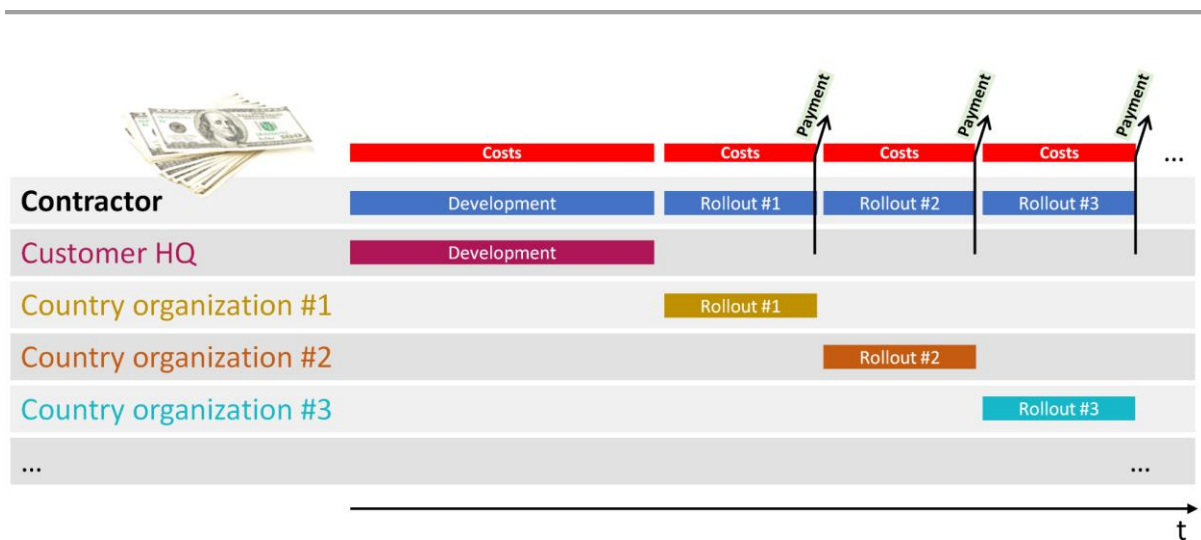 Payment Payment Payment
Costs Costs Costs Costs ...
Contractor Development Rollout #1 Rollout #2 Rollout #3
Customer HQ Development
Country organization #1 Rollout #1
Country organization #2 Rollout #2
Country organization #3 Rollout #3
... ...
t